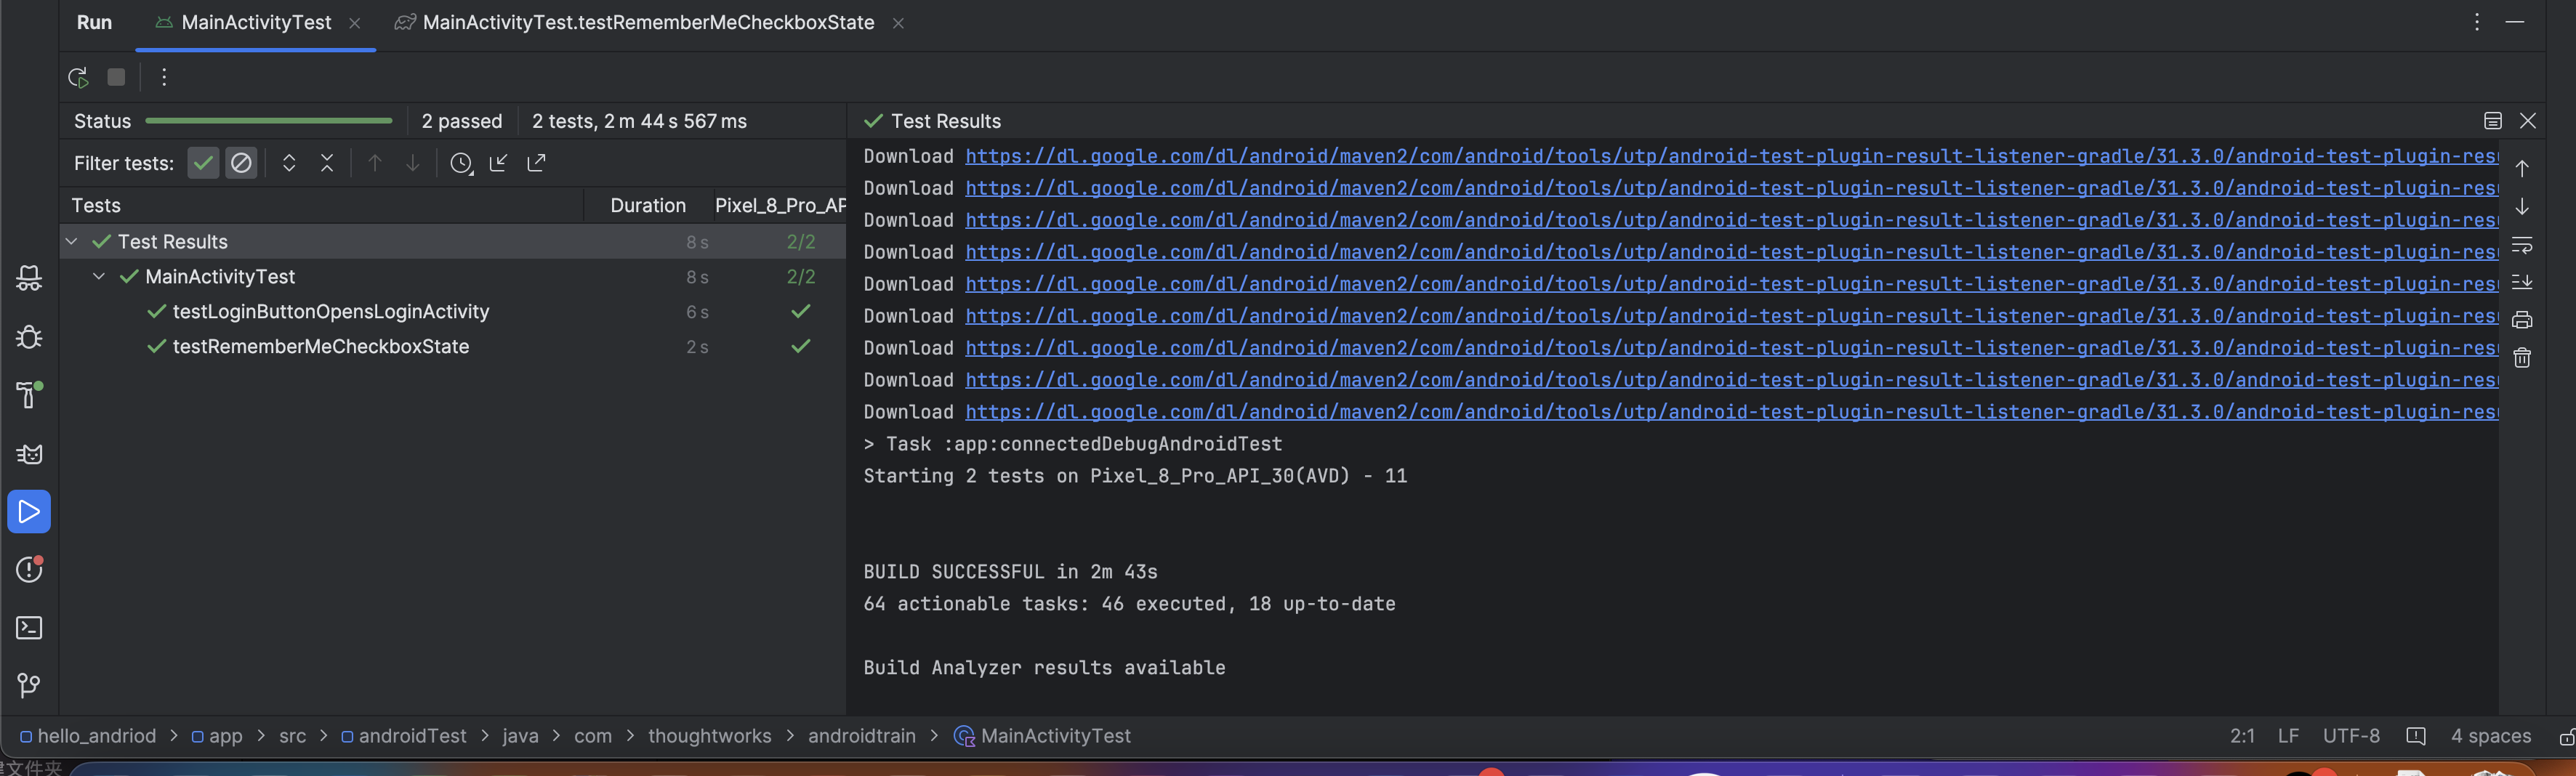 Run MainActivityTest MainActivityTest.testRememberMeCheckboxState
Status 2 passed 2 tests, 2 m 44 s 567 ms
Filter tests:
Tests Duration Pixel_8_Pro_AP
Test Results 8 s 2/2
MainActivityTest 8 s 2/2
testLoginButtonOpensLoginActivity 6 s
testRememberMeCheckboxState 2 s
Test Results
Download https://dl.google.com/dl/android/maven2/com/android/tools/utp/android-test-plugin-result-listener-gradle/31.3.0/android-test-plugin-resu
Download https://dl.google.com/dl/android/maven2/com/android/tools/utp/android-test-plugin-result-listener-gradle/31.3.0/android-test-plugin-resu
Download https://dl.google.com/dl/android/maven2/com/android/tools/utp/android-test-plugin-result-listener-gradle/31.3.0/android-test-plugin-resu
Download https://dl.google.com/dl/android/maven2/com/android/tools/utp/android-test-plugin-result-listener-gradle/31.3.0/android-test-plugin-resu
Download https://dl.google.com/dl/android/maven2/com/android/tools/utp/android-test-plugin-result-listener-gradle/31.3.0/android-test-plugin-resu
Download https://dl.google.com/dl/android/maven2/com/android/tools/utp/android-test-plugin-result-listener-gradle/31.3.0/android-test-plugin-resu
Download https://dl.google.com/dl/android/maven2/com/android/tools/utp/android-test-plugin-result-listener-gradle/31.3.0/android-test-plugin-resu
Download https://dl.google.com/dl/android/maven2/com/android/tools/utp/android-test-plugin-result-listener-gradle/31.3.0/android-test-plugin-resu
Download https://dl.google.com/dl/android/maven2/com/android/tools/utp/android-test-plugin-result-listener-gradle/31.3.0/android-test-plugin-resu
> Task :app:connectedDebugAndroidTest
Starting 2 tests on Pixel_8_Pro_API_30(AVD) - 11
BUILD SUCCESSFUL in 2m 43s
64 actionable tasks: 46 executed, 18 up-to-date
Build Analyzer results available
hello_andriod > app > src > androidTest > java > com > thoughtworks > androidtrain > MainActivityTest
2:1 LF UTF-8 4 spaces
文件夹